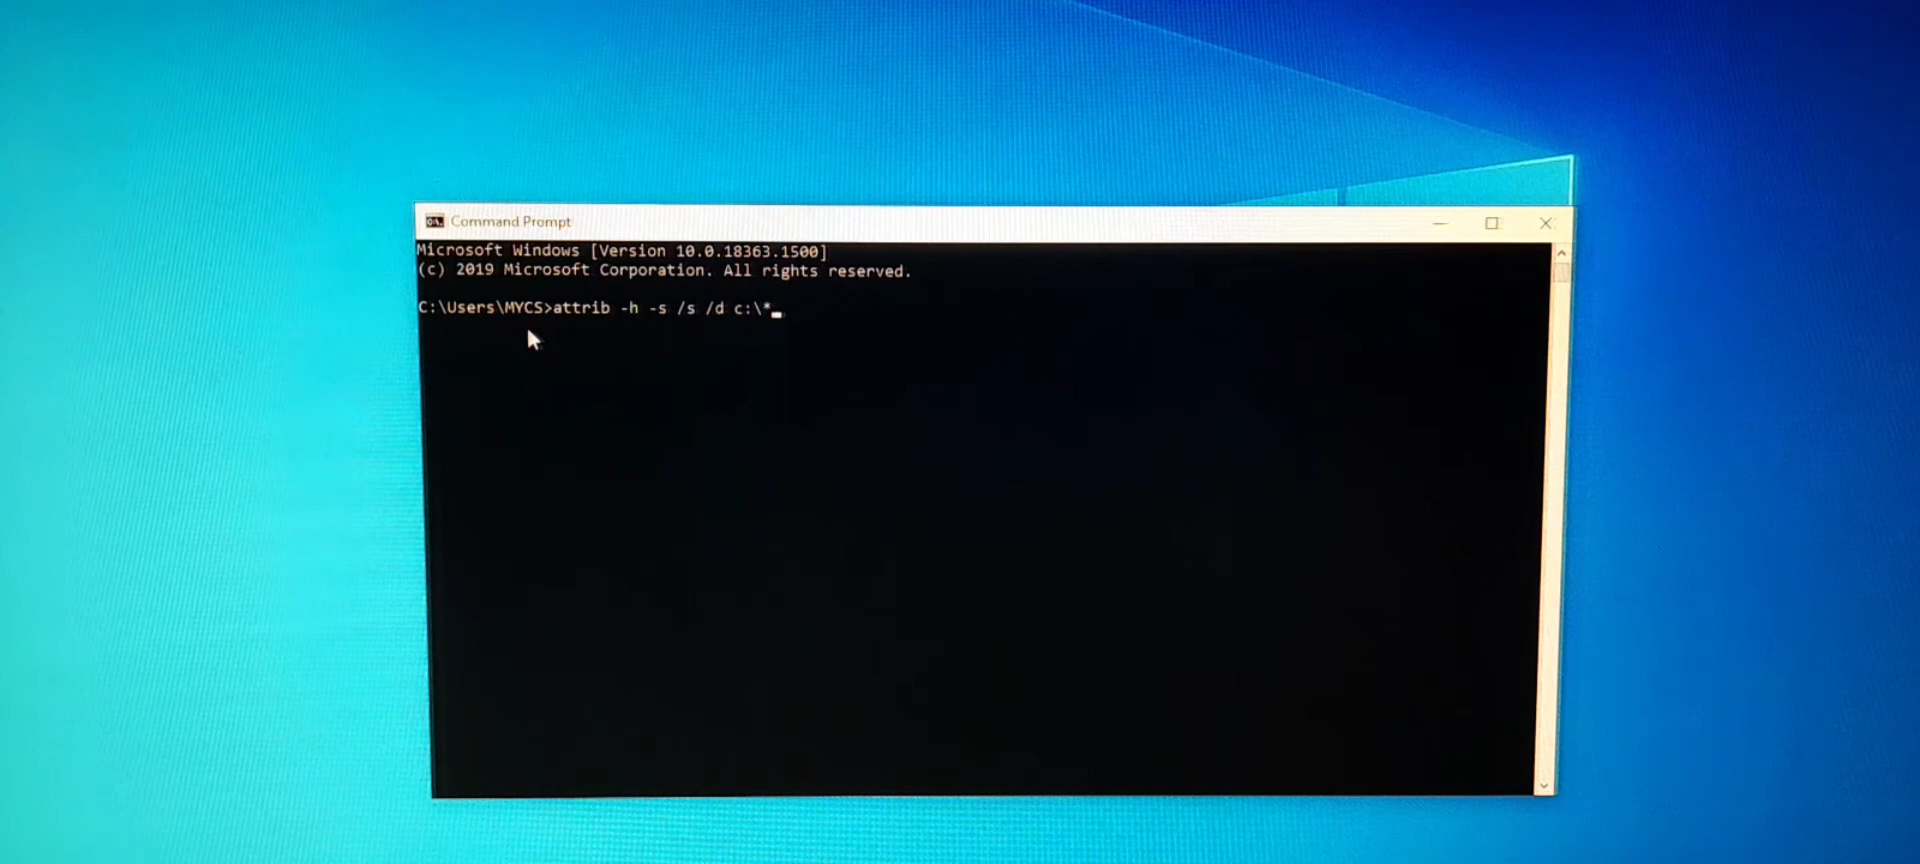 Command Prompt
Microsoft Windows [Version 10.0.18363.1500]
(c) 2019 Microsoft Corporation. All rights reserved.
C:\Users\MYCS>attrib -h -s /s /d c:\*